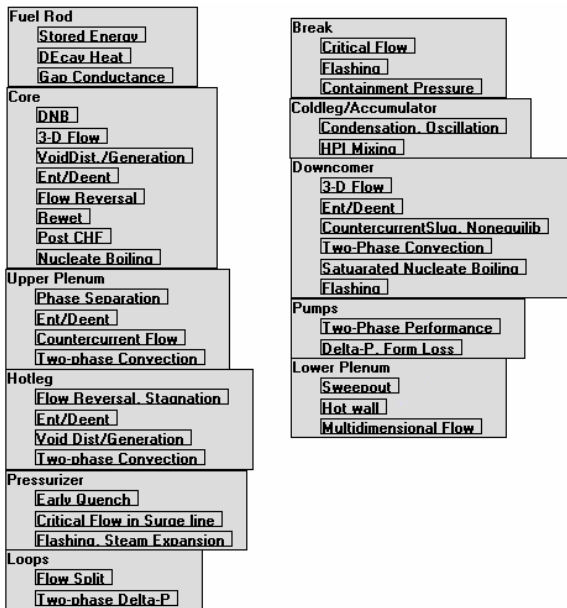 Fuel Rod
Stored Energy
DEcay Heat
Gap Conductance
Core
DNB
3-D Flow
VoidDist./Generation
Ent/Deent
Flow Reversal
Rewet
Post CHF
Nucleate Boiling
Upper Plenum
Phase Separation
Ent/Deent
Countercurrent Flow
Two-phase Convection
Hotleg
Flow Reversal, Stagnation
Ent/Deent
Void Dist/Generation
Two-phase Convection
Pressurizer
Early Quench
Critical Flow in Surge line
Flashing, Steam Expansion
Loops
Flow Split
Two-phase Delta-P
Break
Critical Flow
Flashing
Containment Pressure
Coldleg/Accumulator
Condensation, Oscillation
HPI Mixing
Downcomer
3-D Flow
Ent/Deent
CountercurrentSlug, Nonequilib
Two-Phase Convection
Satuarated Nucleate Boiling
Flashing
Pumps
Two-Phase Performance
Delta-P, Form Loss
Lower Plenum
Sweepout
Hot wall
Multidimensional Flow